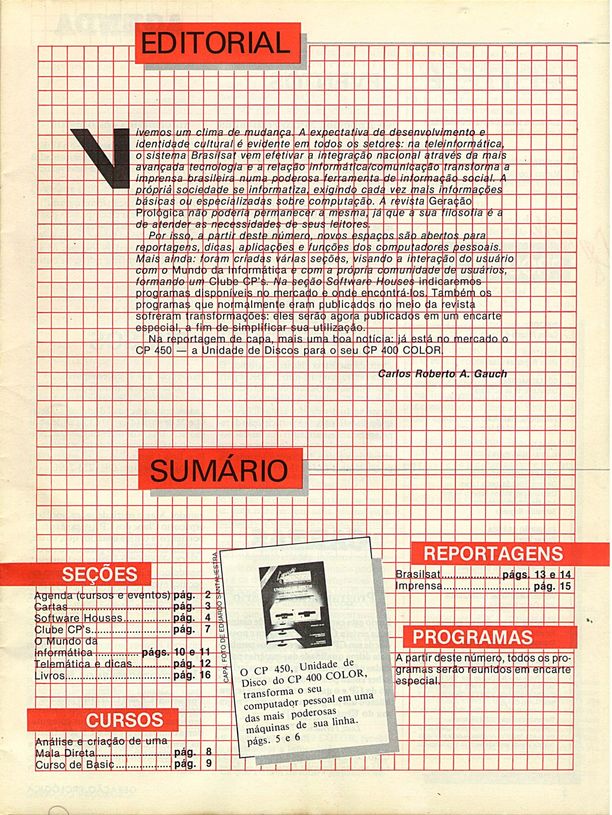 EDITORIAL
Vivemos um clima de mudança. A expectativa de desenvolvimento e
identidade cultural é evidente em todos os setores: na teleinformática,
o sistema Brasilsat vem efetivar a integração nacional através da mais
avançada tecnologia e a relação informática/comunicação transforma a
imprensa brasileira numa poderosa ferramenta de informação social. A
própria sociedade se informatiza, exigindo cada vez mais informações
básicas ou especializadas sobre computação. A revista Geração
Prológica não poderia permanecer a mesma, já que a sua filosofia é a
de atender as necessidades de seus leitores.
Por isso, a partir deste número, novos espaços são abertos para
reportagens, dicas, aplicações e funções dos computadores pessoais.
Mais ainda: foram criadas várias seções, visando a interação do usuário
com o Mundo da Informática e com a própria comunidade de usuários,
formando um Clube CP's. Na seção Software Houses indicaremos
programas disponíveis no mercado e onde encontrá-los. Também os
programas que normalmente eram publicados no meio da revista
sofreram transformações: eles serão agora publicados em um encarte
especial, a fim de simplificar sua utilização.
Na reportagem de capa, mais uma boa notícia: já está no mercado o
CP 450 — a Unidade de Discos para o seu CP 400 COLOR.
Carlos Roberto A. Gauch
SUMÁRIO
SEÇÕES
Agenda (cursos e eventos) pág. 2
Cartas pág. 3
Software Houses pág. 4
Clube CP's pág. 7
O Mundo da
Informática págs. 10 e 11
Telemática e dicas pág. 12
Livros pág. 16
CURSOS
Análise e criação de uma
Mala Direta pág. 8
Curso de Basic pág. 9
CAPA: FOTO DE EDUARDO SANTALIESTRA
O CP 450, Unidade de
Disco do CP 400 COLOR,
transforma o seu
computador pessoal em uma
das mais poderosas
máquinas de sua linha.
págs. 5 e 6
REPORTAGENS
Brasilsat págs. 13 e 14
Imprensa pág. 15
PROGRAMAS
A partir deste número, todos os pro-
gramas serão reunidos em encarte
especial.